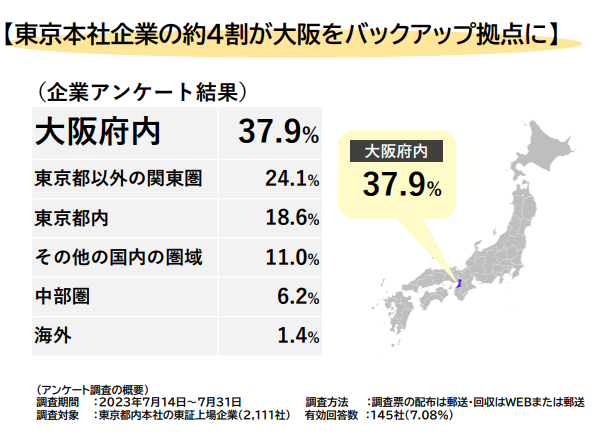 【東京本社企業の約4割が大阪をバックアップ拠点に】
（企業アンケート結果）
大阪府内 37.9%
東京都以外の関東圏 24.1%
東京都内 18.6%
その他の国内の圏域 11.0%
中部圏 6.2%
海外 1.4%
大阪府内
37.9%
（アンケート調査の概要）
調査期間 ：2023年7月14日～7月31日 調査方法 ：調査票の配布は郵送・回収はWEBまたは郵送
調査対象 ：東京都内本社の東証上場企業(2,111社) 有効回答数 ：145社(7.08%)